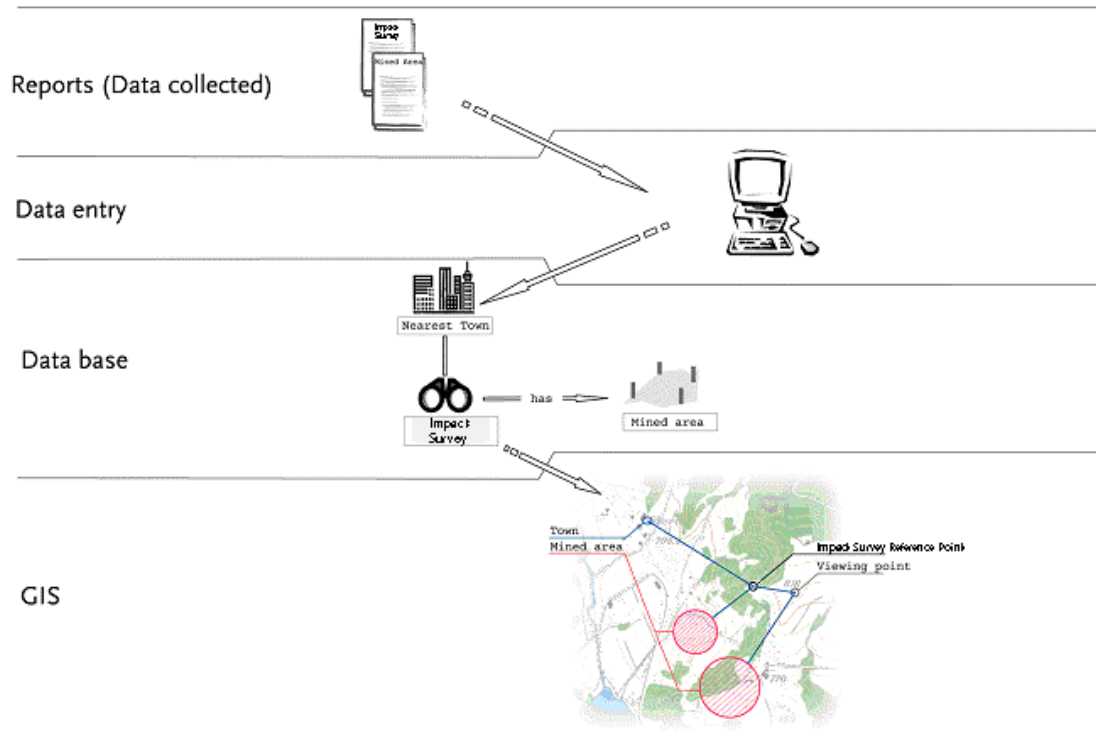 Impact
Survey
Mined Area
Reports (Data collected)
Data entry
Nearest Town
Data base
has
Impact
Survey
Mined area
Town
Mined area
Impact Survey Reference Point
Viewing point
GIS